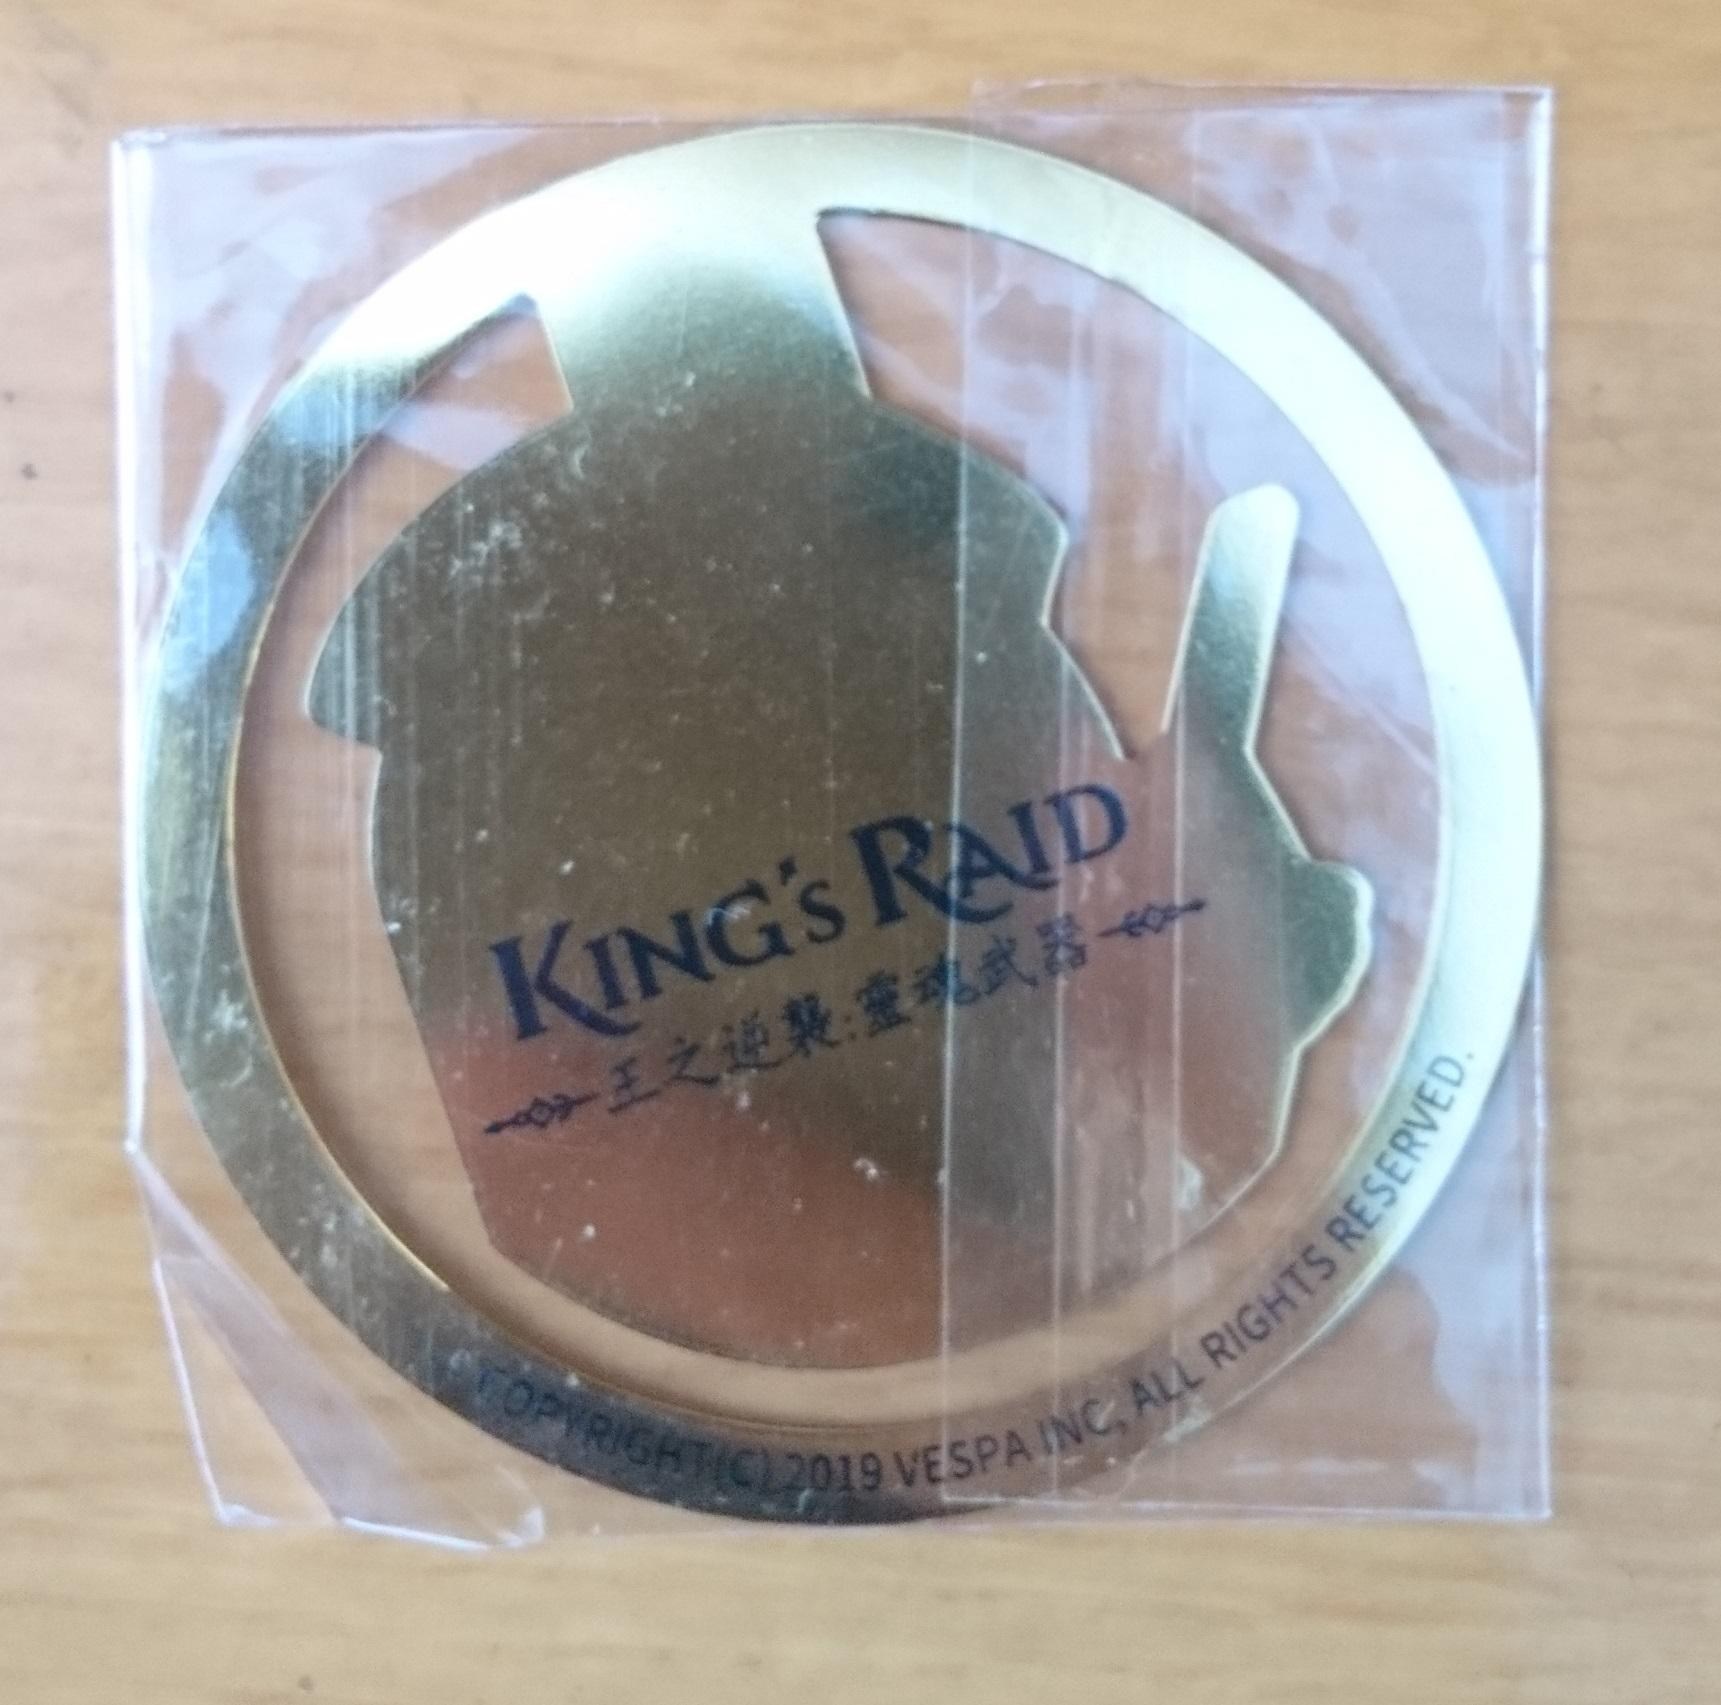 KING'S RAID
王之逆襲:靈魂武器
COPYRIGHT(C) 2019 VESPA INC, ALL RIGHTS RESERVED.